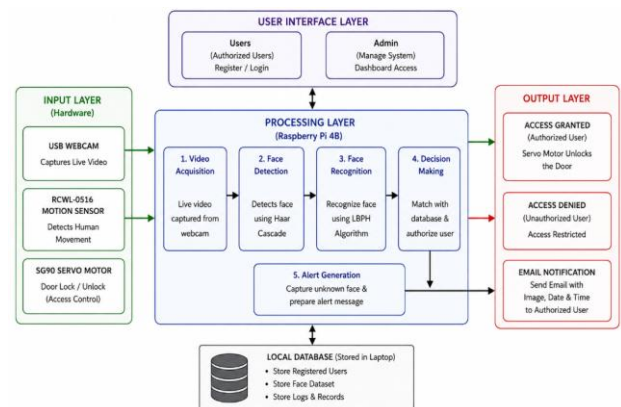 USER INTERFACE LAYER
Users
(Authorized Users)
Register / Login
Admin
(Manage System)
Dashboard Access
INPUT LAYER
(Hardware)
USB WEBCAM
Captures Live Video
RCWL-0516
MOTION SENSOR
Detects Human
Movement
SG90 SERVO MOTOR
Door Lock / Unlock
(Access Control)
PROCESSING LAYER
(Raspberry Pi 4B)
1. Video
Acquisition
Live video
captured from
webcam
2. Face
Detection
Detects face
using Haar
Cascade
3. Face
Recognition
Recognize face
using LBPH
Algorithm
4. Decision
Making
Match with
database &
authorize user
5. Alert Generation
Capture unknown face &
prepare alert message
OUTPUT LAYER
ACCESS GRANTED
(Authorized User)
Servo Motor Unlocks
the Door
ACCESS DENIED
(Unauthorized User)
Access Restricted
EMAIL NOTIFICATION
Send Email with
Image, Date & Time
to Authorized User
LOCAL DATABASE (Stored in Laptop)
• Store Registered Users
• Store Face Dataset
• Store Logs & Records